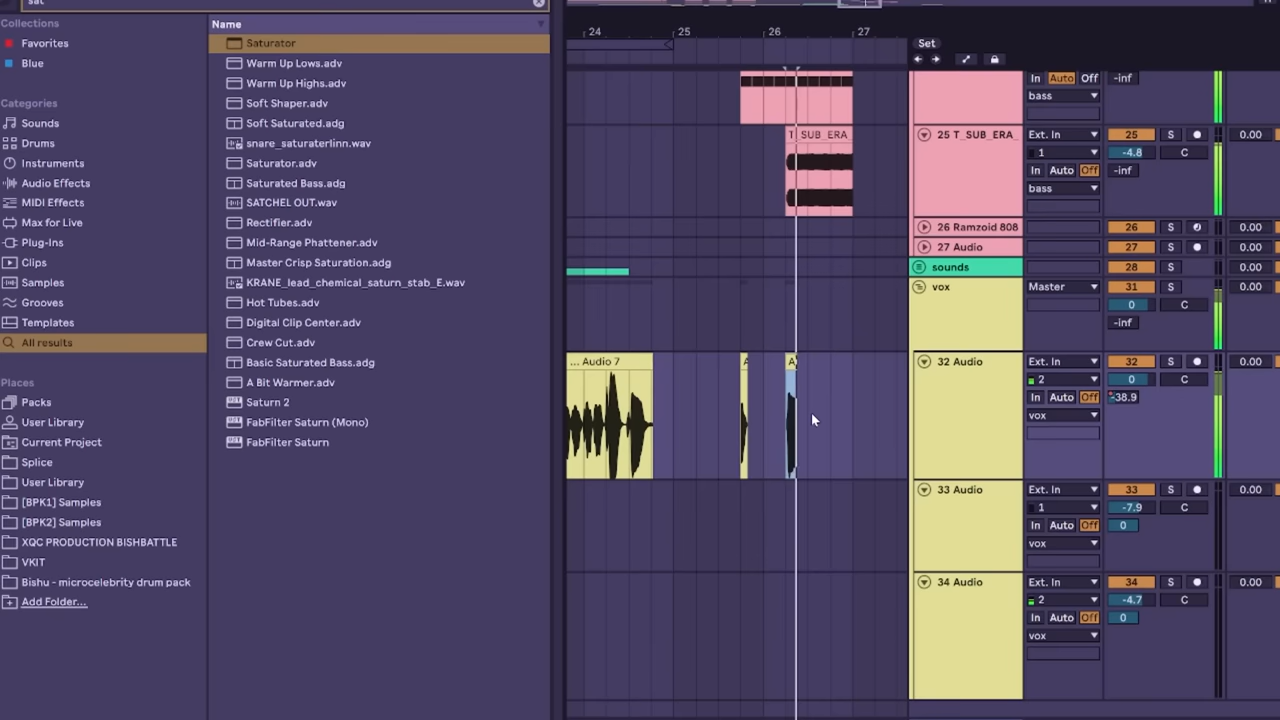 sat
Collections
Favorites
Blue
Categories
Sounds
Drums
Instruments
Audio Effects
MIDI Effects
Max for Live
Plug-Ins
Clips
Samples
Grooves
Templates
All results
Places
Packs
User Library
Current Project
Splice
User Library
[BPK1] Samples
[BPK2] Samples
XQC PRODUCTION BISHBATTLE
VKIT
Bishu - microcelebrity drum pack
Add Folder...
Name
Saturator
Warm Up Lows.adv
Warm Up Highs.adv
Soft Shaper.adv
Soft Saturated.adg
snare_saturaterlinn.wav
Saturator.adv
Saturated Bass.adg
SATCHEL OUT.wav
Rectifier.adv
Mid-Range Phattener.adv
Master Crisp Saturation.adg
KRANE_lead_chemical_saturn_stab_E.wav
Hot Tubes.adv
Digital Clip Center.adv
Crew Cut.adv
Basic Saturated Bass.adg
A Bit Warmer.adv
Saturn 2
FabFilter Saturn (Mono)
FabFilter Saturn
24 25 26 27
T_SUB_ERA
... Audio 7
A
A
Set
In Auto Off -inf
bass
25 T_SUB_ERA_ Ext. In 25 S 0.00
1 -4.8 C
In Auto Off -inf
bass
26 Ramzoid 808 26 S
27 Audio 27 S
sounds 28 S
vox Master 31 S
0 C
-inf
32 Audio Ext. In 32 S 0.00
2 0 C
In Auto Off -38.9
vox
33 Audio Ext. In 33 S 0.00
1 -7.9 C
In Auto Off 0
vox
34 Audio Ext. In 34 S 0.00
2 -4.7 C
In Auto Off 0
vox